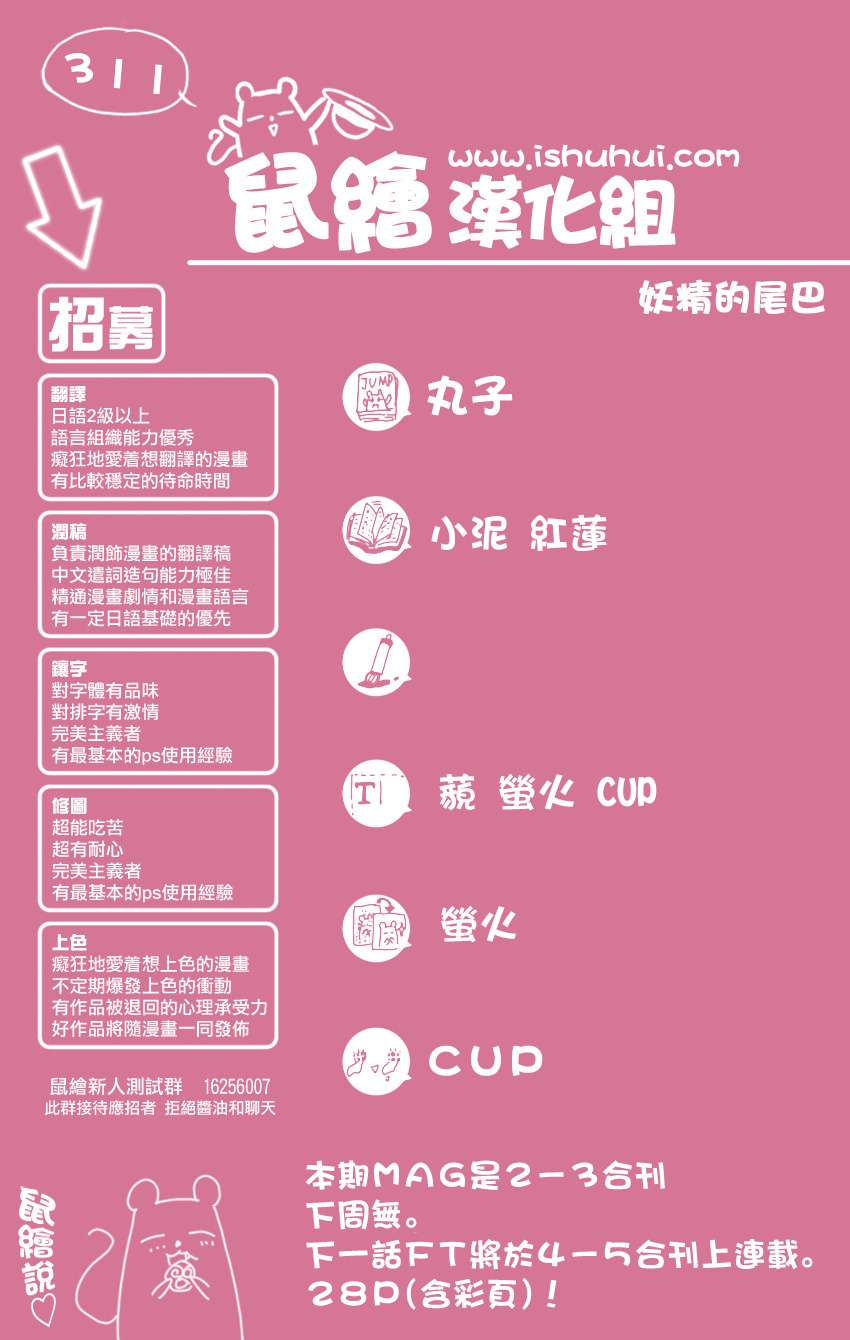 311
www.ishuhui.com
鼠繪漢化組
妖精的尾巴
招募
翻譯
日語2級以上
語言組織能力優秀
癡狂地愛着想翻譯的漫畫
有比較穩定的待命時間
潤稿
負責潤飾漫畫的翻譯稿
中文遣詞造句能力極佳
精通漫畫劇情和漫畫語言
有一定日語基礎的優先
鑲字
對字體有品味
對排字有激情
完美主義者
有最基本的ps使用經驗
修圖
超能吃苦
超有耐心
完美主義者
有最基本的ps使用經驗
上色
癡狂地愛着想上色的漫畫
不定期爆發上色的衝動
有作品被退回的心理承受力
好作品將隨漫畫一同發佈
鼠繪新人測試群 16256007
此群接待應招者 拒絕醬油和聊天
JUMP
丸子
小泥 紅蓮
T
蘋 螢火 CUP
螢火
CUP
鼠繪說♡
本期MAG是2-3合刊
下周無。
下一話FT將於4-5合刊上連載。
28P(含彩頁)!